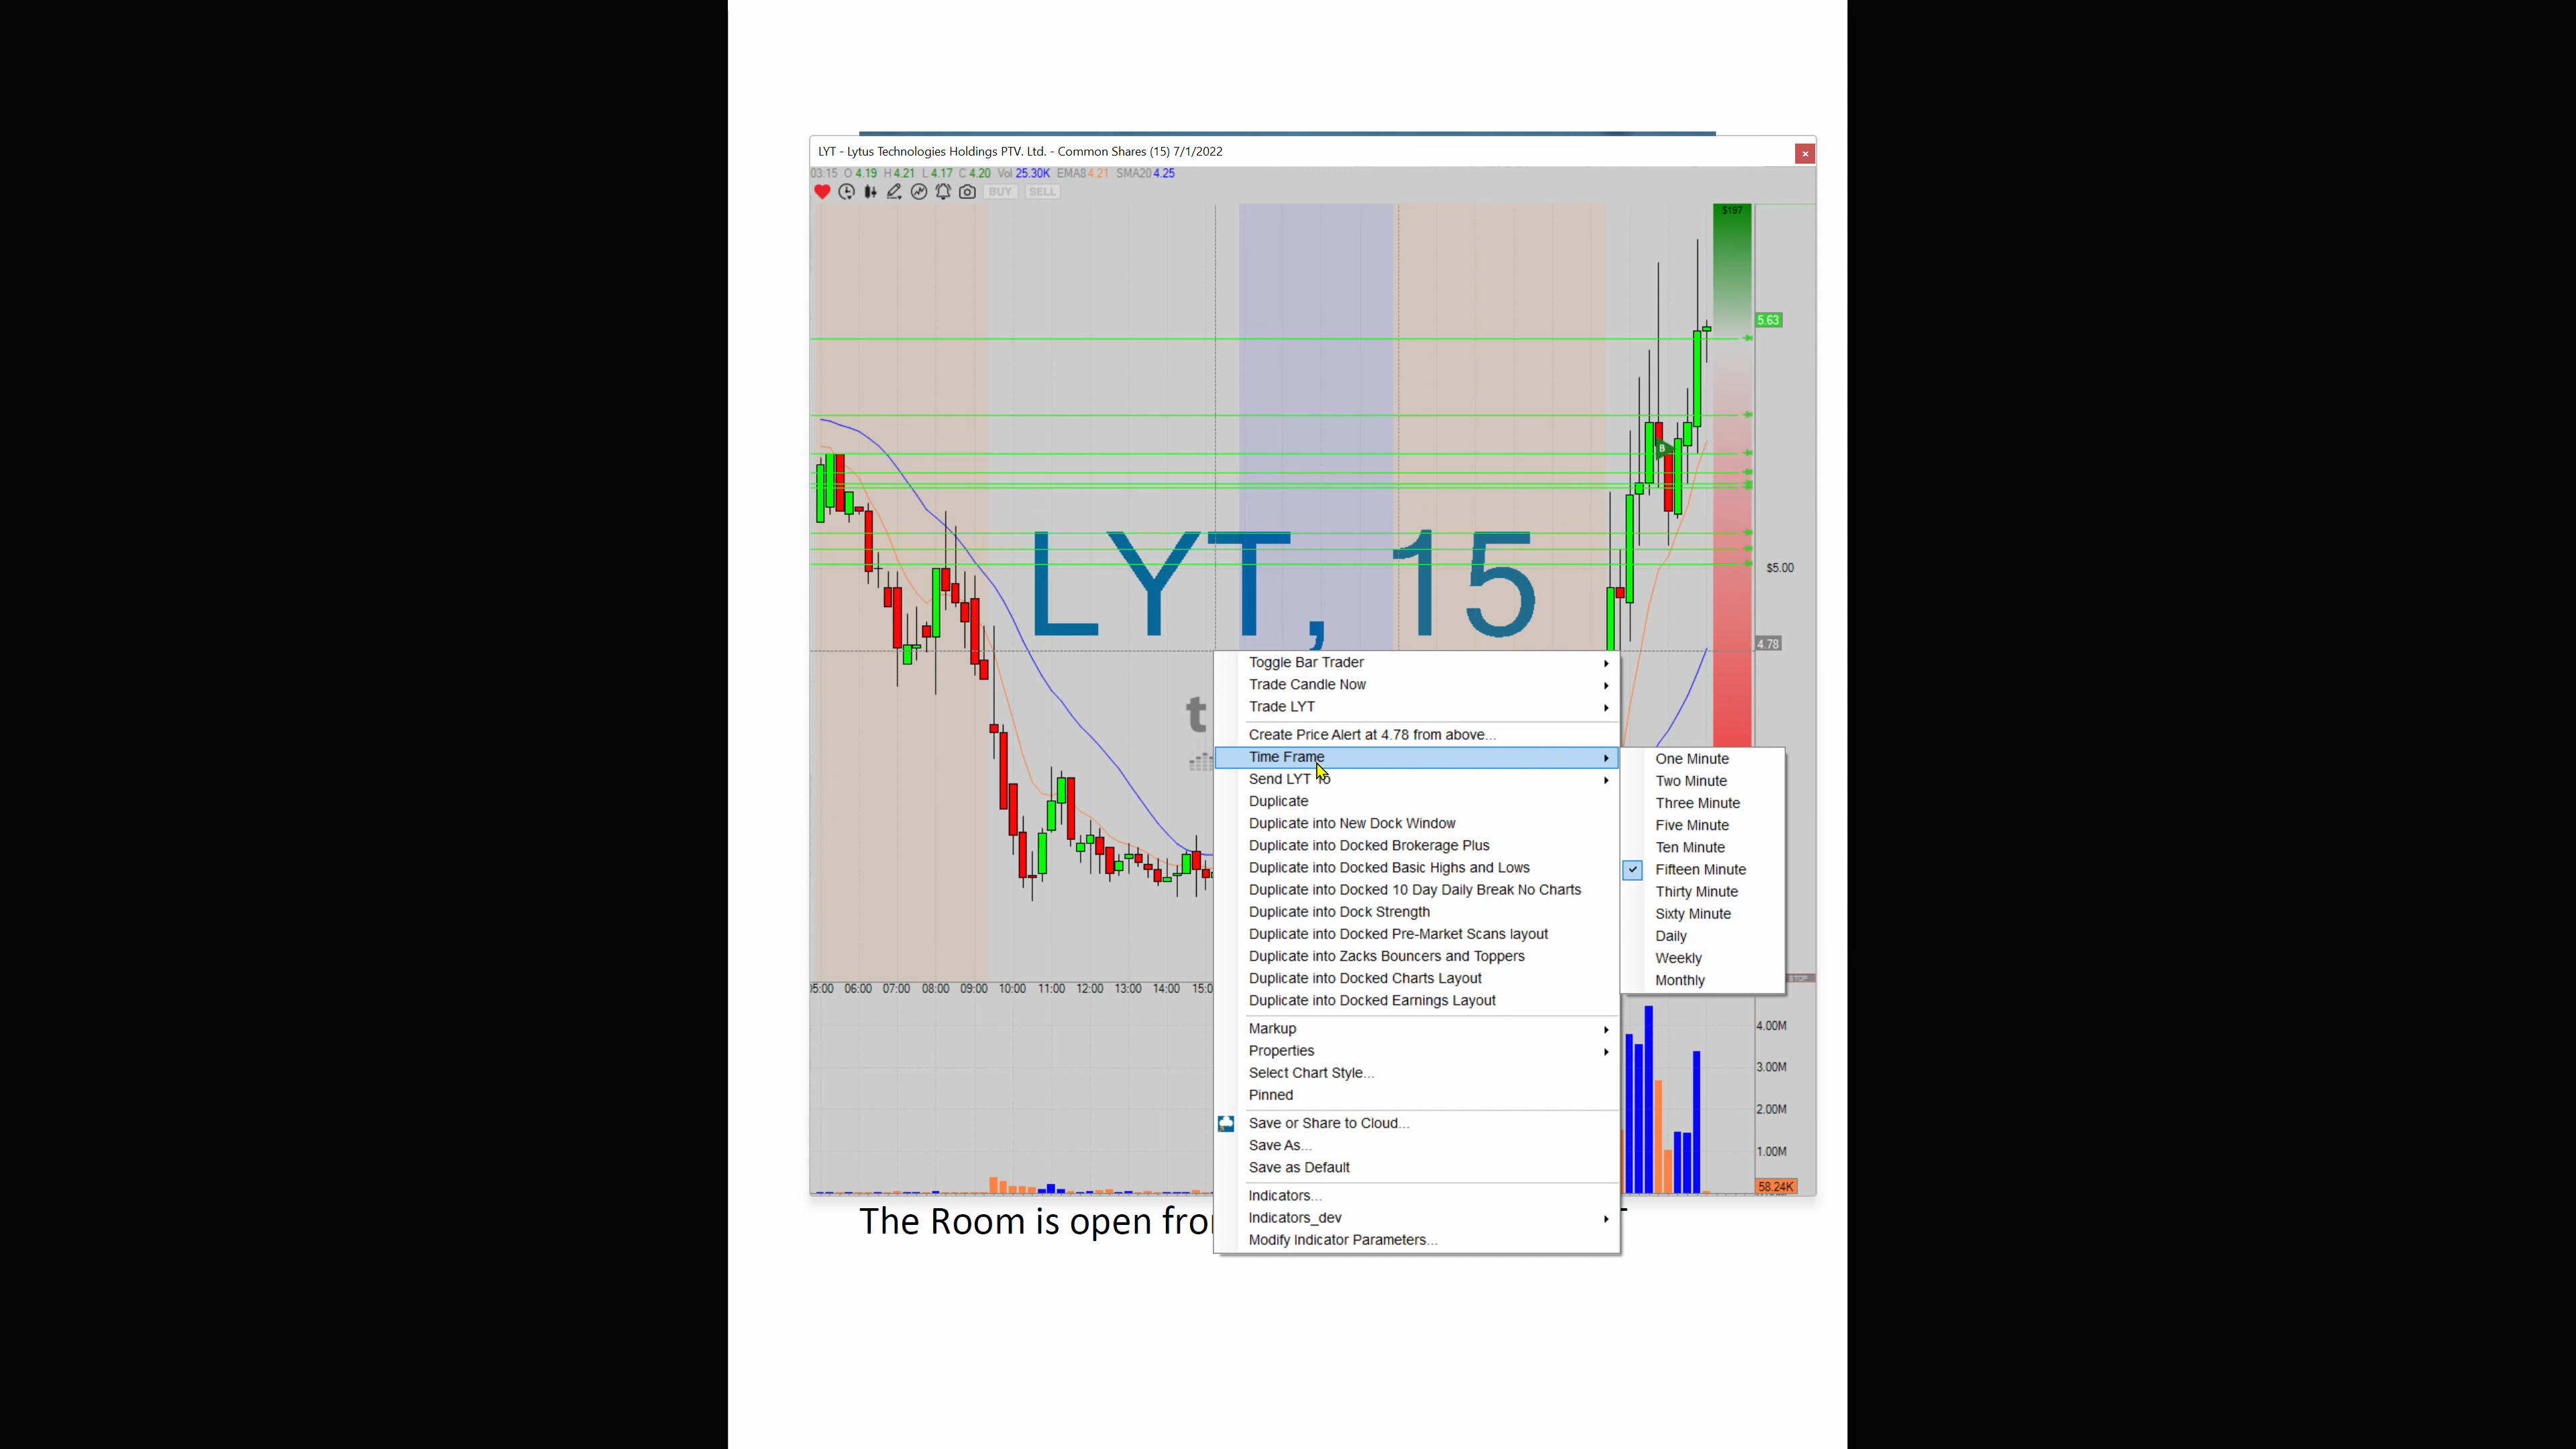 LYT - Lytus Technologies Holdings PTV. Ltd. - Common Shares (15) 7/1/2022
03:15 O 4.19 H 4.21 L 4.17 C 4.20 Vol 25.30K EMA8 4.21 SMA20 4.25
BUY SELL
$197
5.63
B
LYT, 15
$5.00
4.78
t
Toggle Bar Trader
Trade Candle Now
Trade LYT
Create Price Alert at 4.78 from above...
Time Frame
Send LYT 15
Duplicate
Duplicate into New Dock Window
Duplicate into Docked Brokerage Plus
Duplicate into Docked Basic Highs and Lows
Duplicate into Docked 10 Day Daily Break No Charts
Duplicate into Dock Strength
Duplicate into Docked Pre-Market Scans layout
Duplicate into Zacks Bouncers and Toppers
Duplicate into Docked Charts Layout
Duplicate into Docked Earnings Layout
Markup
Properties
Select Chart Style...
Pinned
Save or Share to Cloud...
Save As...
Save as Default
Indicators...
Indicators_dev
Modify Indicator Parameters...
One Minute
Two Minute
Three Minute
Five Minute
Ten Minute
Fifteen Minute
Thirty Minute
Sixty Minute
Daily
Weekly
Monthly
06:00 07:00 08:00 09:00 10:00 11:00 12:00 13:00 14:00
4.00M
3.00M
2.00M
1.00M
58.24K
The Room is open